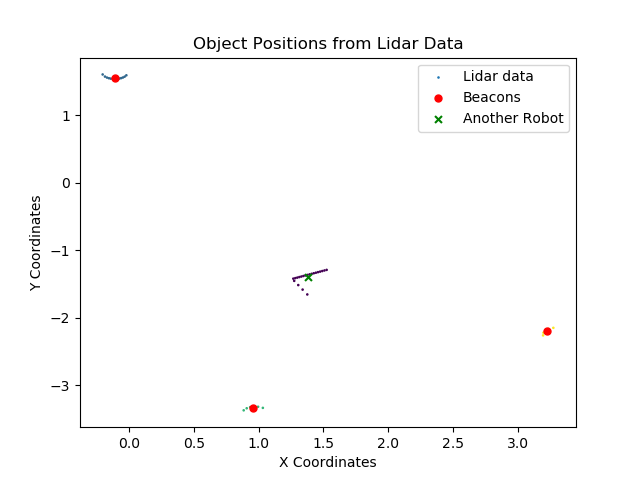 Object Positions from Lidar Data
Lidar data
Beacons
Another Robot
1
0
−1
−2
−3
Y Coordinates
0.0 0.5 1.0 1.5 2.0 2.5 3.0
X Coordinates